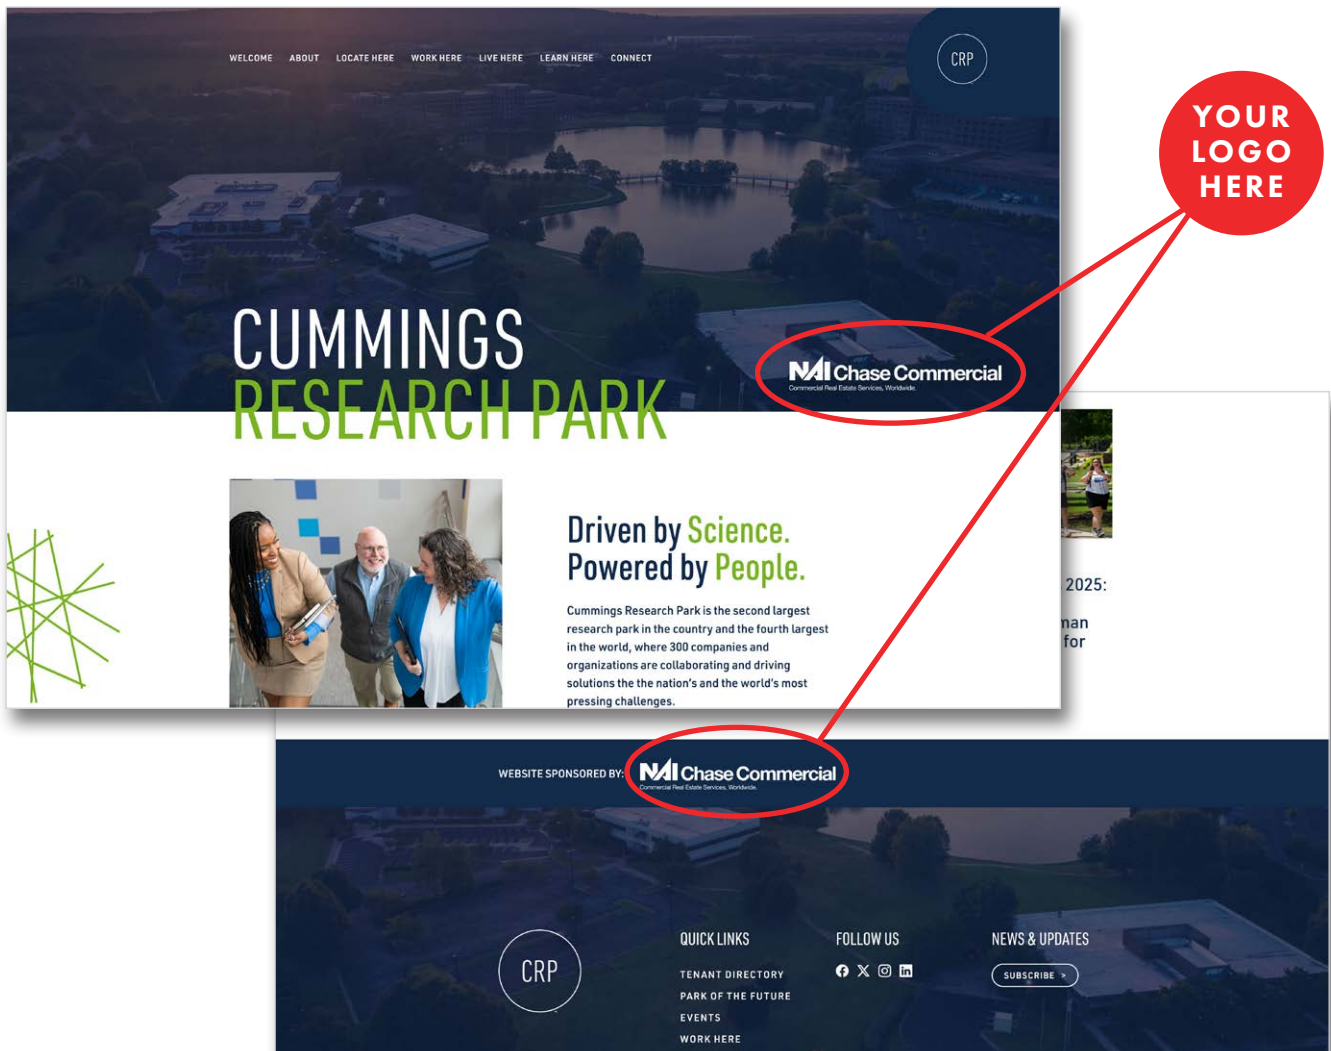 WELCOME ABOUT LOCATE HERE WORK HERE LIVE HERE LEARN HERE CONNECT
CRP
YOUR
LOGO
HERE
CUMMINGS
RESEARCH PARK
NAI Chase Commercial
Commercial Real Estate Services, Worldwide.
Driven by Science.
Powered by People.
Cummings Research Park is the second largest
research park in the country and the fourth largest
in the world, where 300 companies and
organizations are collaborating and driving
solutions the the nation's and the world's most
pressing challenges.
2025:
man
for
WEBSITE SPONSORED BY: NAI Chase Commercial
Commercial Real Estate Services, Worldwide.
CRP
QUICK LINKS
TENANT DIRECTORY
PARK OF THE FUTURE
EVENTS
WORK HERE
FOLLOW US
NEWS & UPDATES
SUBSCRIBE >